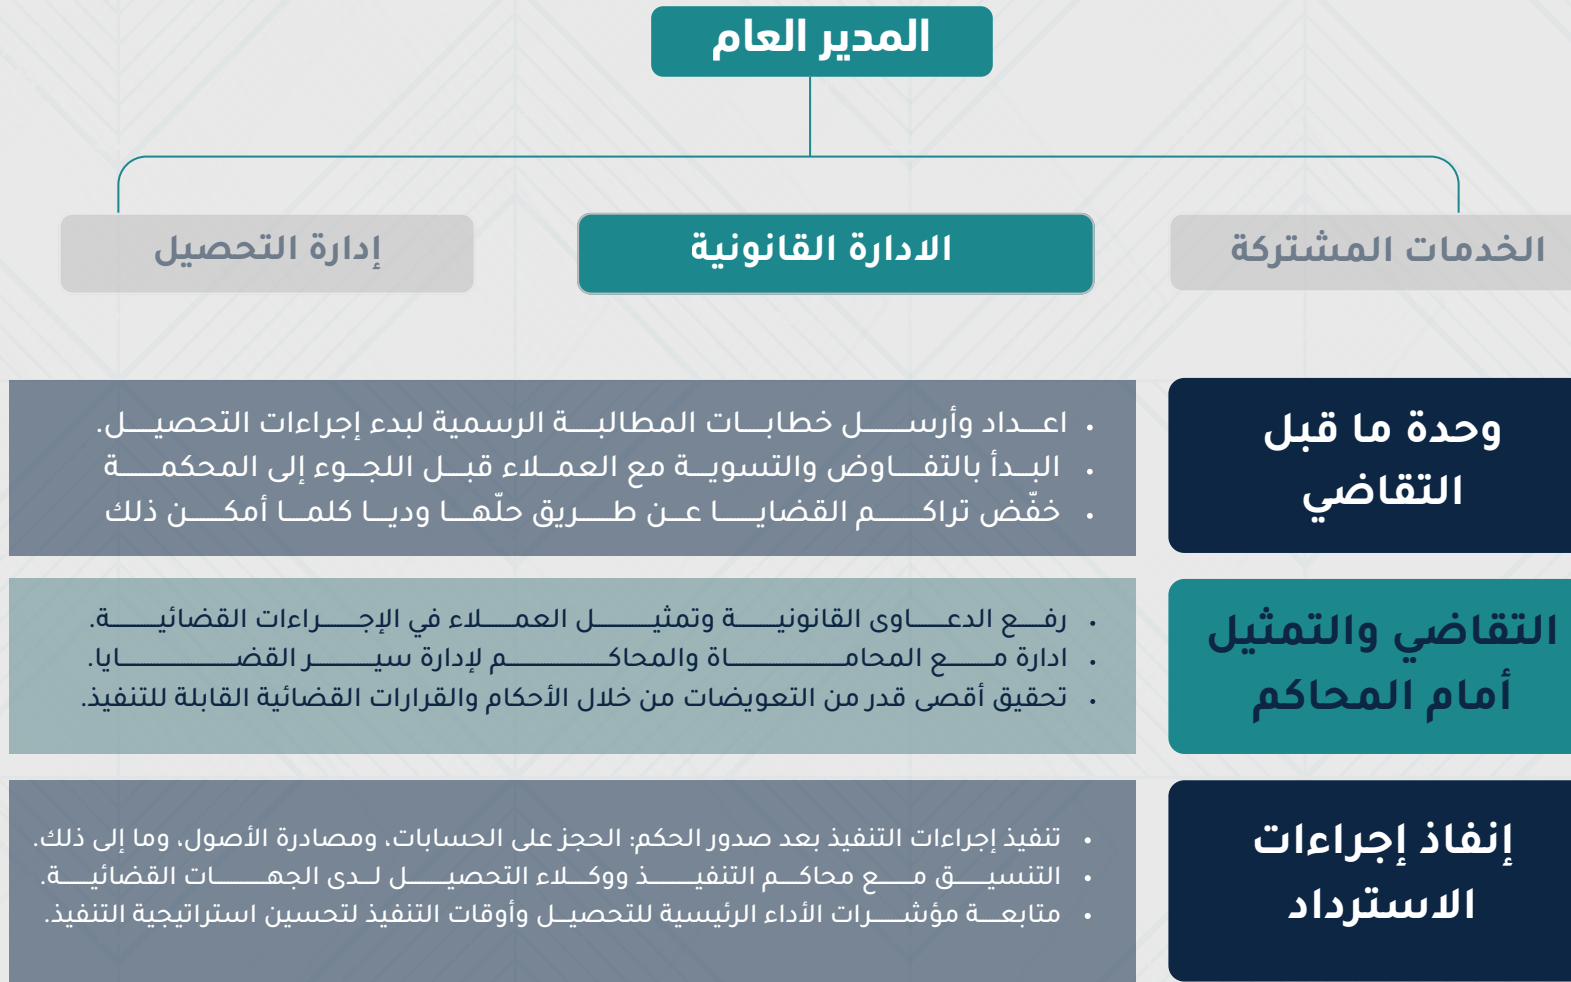 المدير العام
الخدمات المشتركة
الادارة القانونية
إدارة التحصيل
وحدة ما قبل
التقاضي
• اعداد وأرسل خطابات المطالبة الرسمية لبدء إجراءات التحصيل.
• البدأ بالتفاوض والتسوية مع العملاء قبل اللجوء إلى المحكمة
• خفّض تراكم القضايا عن طريق حلّها وديا كلما أمكن ذلك
التقاضي والتمثيل
أمام المحاكم
• رفع الدعاوى القانونية وتمثيل العملاء في الإجراءات القضائية.
• ادارة مع المحاماة والمحاكم لإدارة سير القضايا.
• تحقيق أقصى قدر من التعويضات من خلال الأحكام والقرارات القضائية القابلة للتنفيذ.
إنفاذ إجراءات
الاسترداد
• تنفيذ إجراءات التنفيذ بعد صدور الحكم: الحجز على الحسابات، ومصادرة الأصول، وما إلى ذلك.
• التنسيق مع محاكم التنفيذ ووكلاء التحصيل لدى الجهات القضائية.
• متابعة مؤشرات الأداء الرئيسية للتحصيل وأوقات التنفيذ لتحسين استراتيجية التنفيذ.